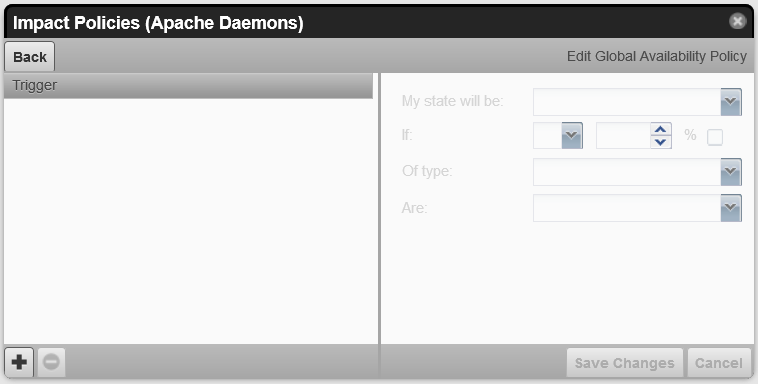 Impact Policies (Apache Daemons)
Back
Edit Global Availability Policy
Trigger
My state will be:
If:
%
Of type:
Are:
Save Changes
Cancel